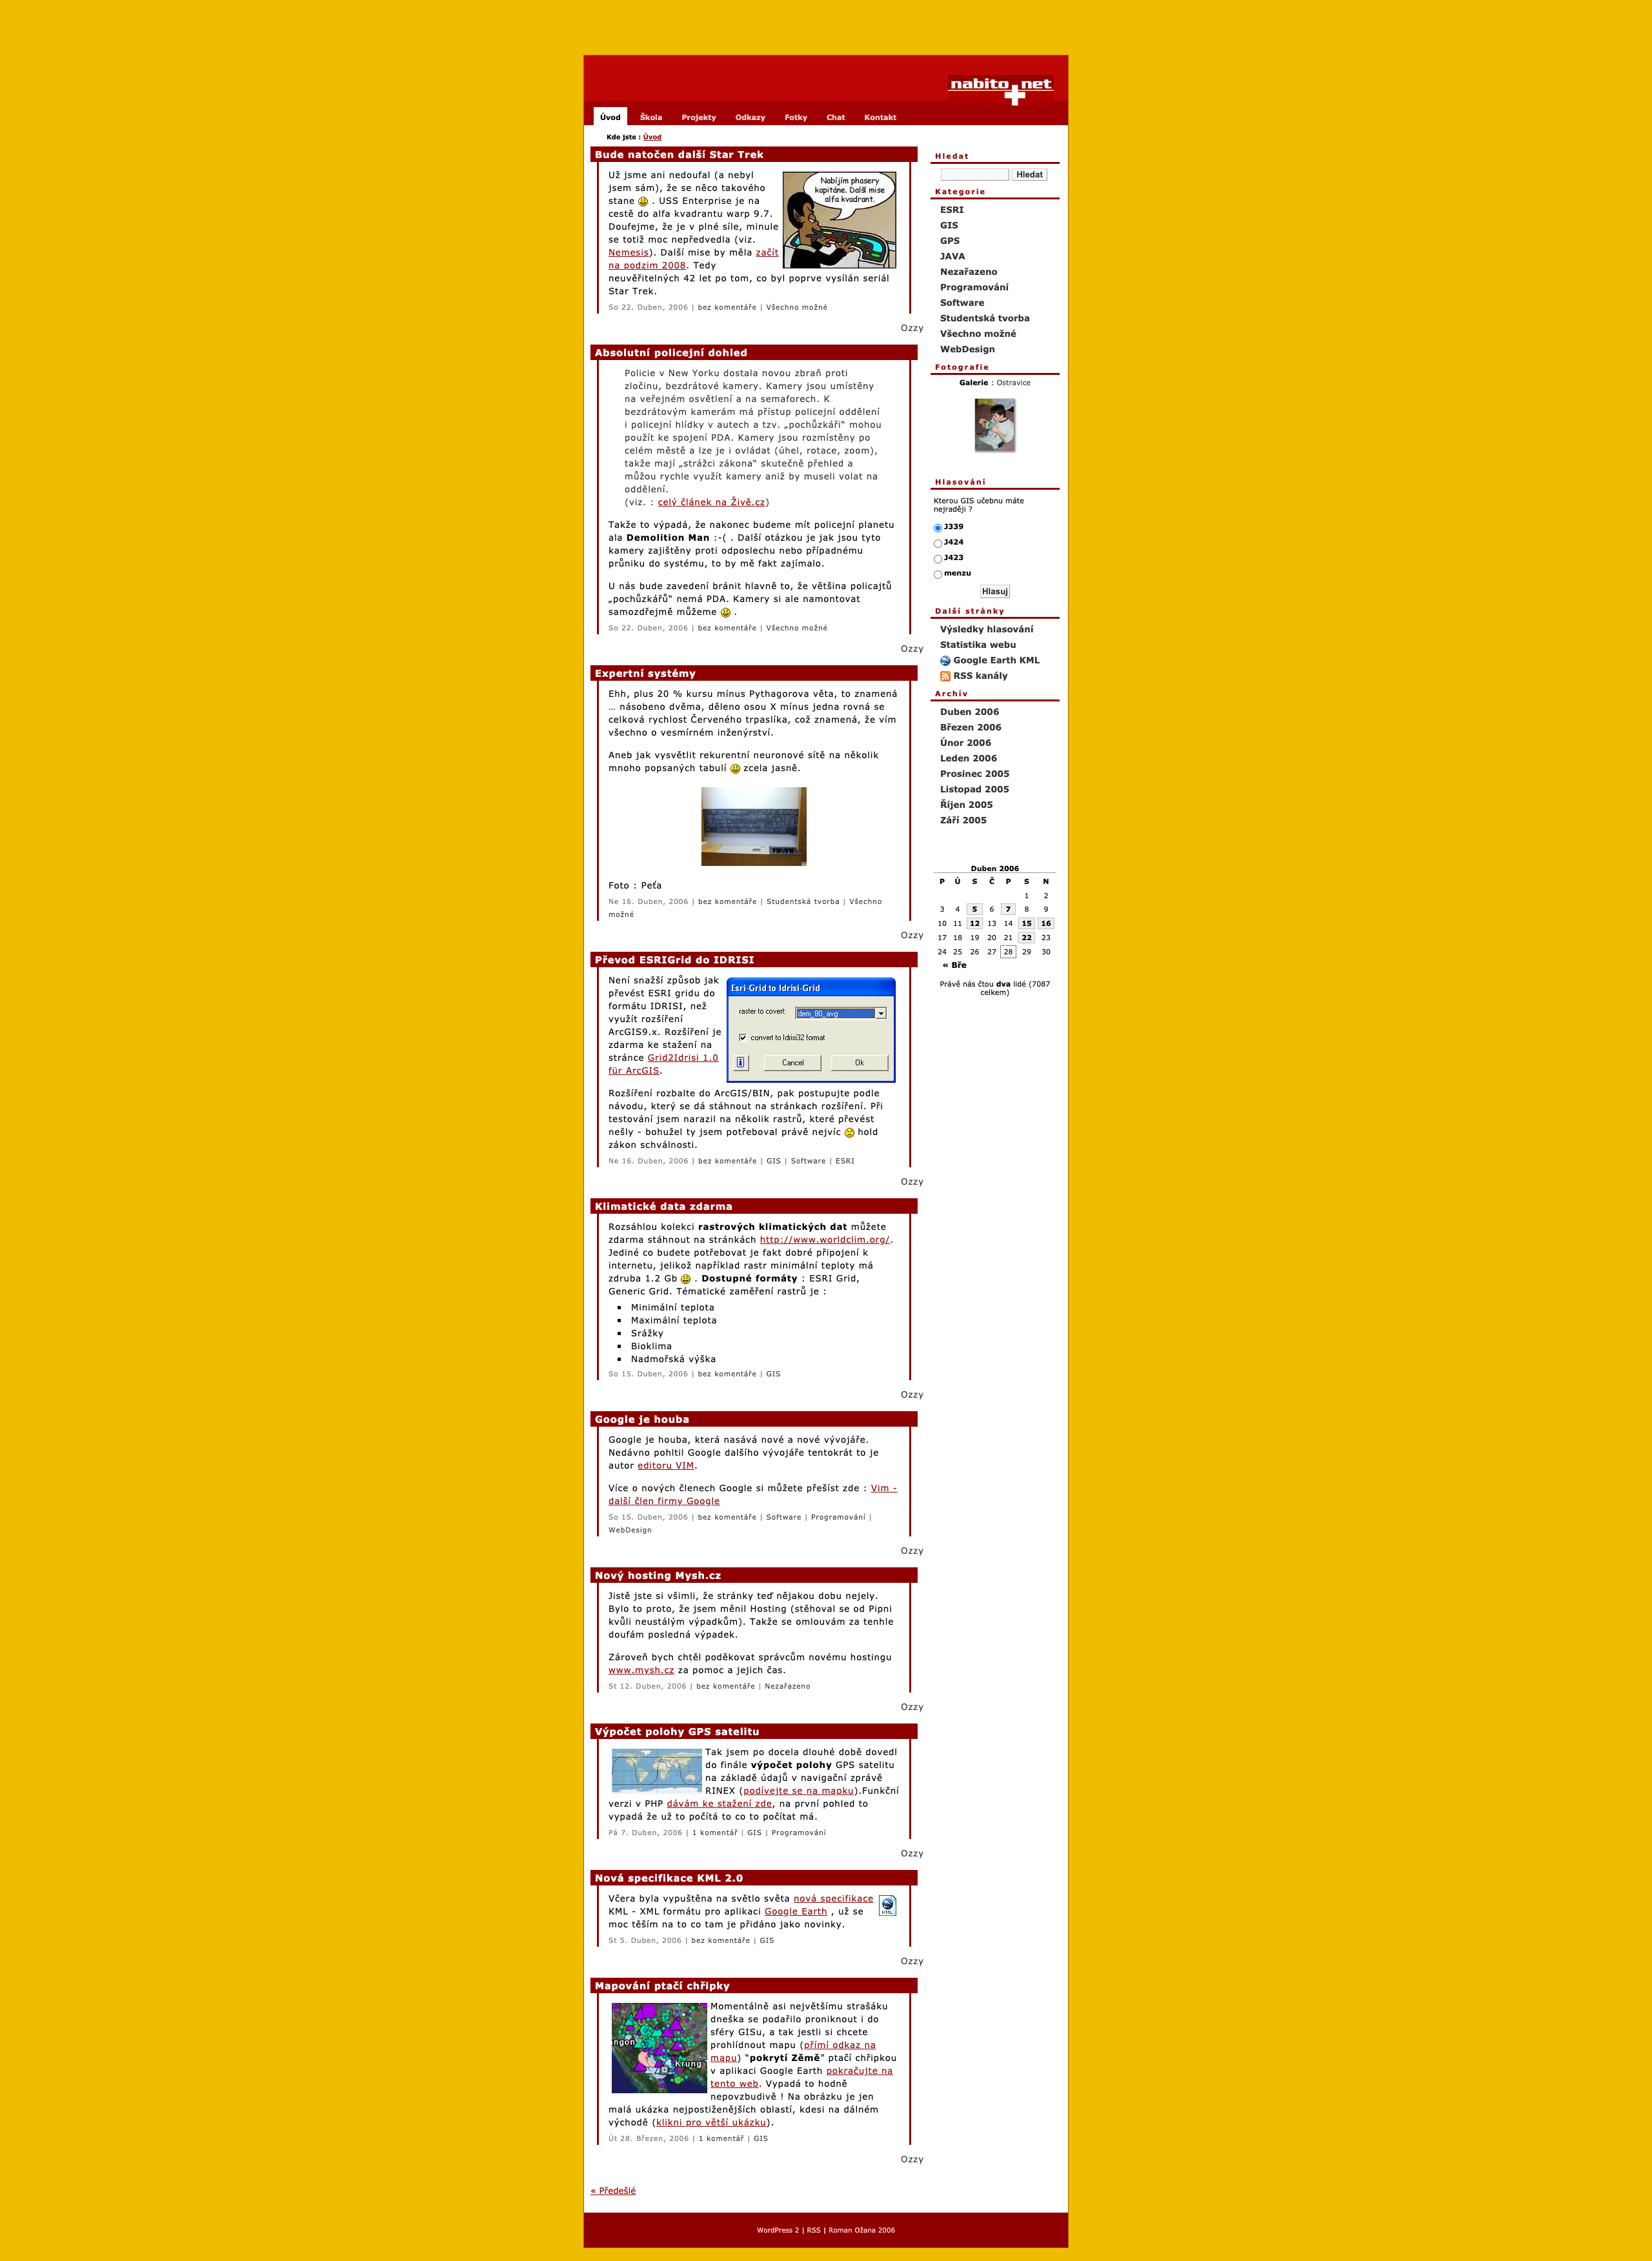 nabito net
Úvod Škola Projekty Odkazy Fotky Chat Kontakt
Kde jste : Úvod
Bude natočen další Star Trek
Už jsme ani nedoufal (a nebyl
jsem sám), že se něco takového
stane . USS Enterprise je na
cestě do alfa kvadrantu warp 9.7.
Doufejme, že je v plné síle, minule
se totiž moc nepředvedla (viz.
Nemesis). Další mise by měla začít
na podzim 2008. Tedy
neuvěřitelných 42 let po tom, co byl poprve vysílán seriál
Star Trek.
Nabíjím phasery
kapitáne. Další mise
alfa kvadrant.
So 22. Duben, 2006 | bez komentáře | Všechno možné
Ozzy
Absolutní policejní dohled
Policie v New Yorku dostala novou zbraň proti
zločinu, bezdrátové kamery. Kamery jsou umístěny
na veřejném osvětlení a na semaforech. K
bezdrátovým kamerám má přístup policejní oddělení
i policejní hlídky v autech a tzv. „pochůzkáři“ mohou
použít ke spojení PDA. Kamery jsou rozmístěny po
celém městě a lze je i ovládat (úhel, rotace, zoom),
takže mají „strážci zákona“ skutečně přehled a
můžou rychle využít kamery aniž by museli volat na
oddělení.
(viz. : celý článek na Živě.cz)
Takže to výpadá, že nakonec budeme mít policejní planetu
ala Demolition Man :-( . Další otázkou je jak jsou tyto
kamery zajištěny proti odposlechu nebo případnému
průniku do systému, to by mě fakt zajímalo.
U nás bude zavedení bránit hlavně to, že většina policajtů
„pochůzkářů“ nemá PDA. Kamery si ale namontovat
samozdřejmě můžeme .
So 22. Duben, 2006 | bez komentáře | Všechno možné
Ozzy
Expertní systémy
Ehh, plus 20 % kursu mínus Pythagorova věta, to znamená
… násobeno dvěma, děleno osou X mínus jedna rovná se
celková rychlost Červeného trpaslíka, což znamená, že vím
všechno o vesmírném inženýrství.
Aneb jak vysvětlit rekurentní neuronové sítě na několik
mnoho popsaných tabulí zcela jasně.
Foto : Peťa
Ne 16. Duben, 2006 | bez komentáře | Studentská tvorba | Všechno
možné
Ozzy
Převod ESRIGrid do IDRISI
Není snažší způsob jak
převést ESRI gridu do
formátu IDRISI, než
využít rozšíření
ArcGIS9.x. Rozšíření je
zdarma ke stažení na
stránce Grid2Idrisi 1.0
für ArcGIS.
Esri-Grid to Idrisi-Grid
raster to covert: dem_80_avg
convert to Idrisi32 format
Cancel Ok
Rozšíření rozbalte do ArcGIS/BIN, pak postupujte podle
návodu, který se dá stáhnout na stránkách rozšíření. Při
testování jsem narazil na několik rastrů, které převést
nešly - bohužel ty jsem potřeboval právě nejvíc hold
zákon schválnosti.
Ne 16. Duben, 2006 | bez komentáře | GIS | Software | ESRI
Ozzy
Klimatické data zdarma
Rozsáhlou kolekci rastrových klimatických dat můžete
zdarma stáhnout na stránkách http://www.worldclim.org/.
Jediné co budete potřebovat je fakt dobré připojení k
internetu, jelikož například rastr minimální teploty má
zdruba 1.2 Gb . Dostupné formáty : ESRI Grid,
Generic Grid. Tématické zaměření rastrů je :
Minimální teplota
Maximální teplota
Srážky
Bioklima
Nadmořská výška
So 15. Duben, 2006 | bez komentáře | GIS
Ozzy
Google je houba
Google je houba, která nasává nové a nové vývojáře.
Nedávno pohltil Google dalšího vývojáře tentokrát to je
autor editoru VIM.
Více o nových členech Google si můžete přešíst zde : Vim -
další člen firmy Google
So 15. Duben, 2006 | bez komentáře | Software | Programování |
WebDesign
Ozzy
Nový hosting Mysh.cz
Jistě jste si všimli, že stránky teď nějakou dobu nejely.
Bylo to proto, že jsem měnil Hosting (stěhoval se od Pipni
kvůli neustálým výpadkům). Takže se omlouvám za tenhle
doufám posledná výpadek.
Zároveň bych chtěl poděkovat správcům novému hostingu
www.mysh.cz za pomoc a jejich čas.
St 12. Duben, 2006 | bez komentáře | Nezařazeno
Ozzy
Výpočet polohy GPS satelitu
Tak jsem po docela dlouhé době dovedl
do finále výpočet polohy GPS satelitu
na základě údajů v navigační zprávě
RINEX (podívejte se na mapku).Funkční
verzi v PHP dávám ke stažení zde, na první pohled to
vypadá že už to počítá to co to počítat má.
Pá 7. Duben, 2006 | 1 komentář | GIS | Programování
Ozzy
Nová specifikace KML 2.0
Včera byla vypuštěna na světlo světa nová specifikace
KML - XML formátu pro aplikaci Google Earth , už se
moc těším na to co tam je přidáno jako novinky.
KML
St 5. Duben, 2006 | bez komentáře | GIS
Ozzy
Mapování ptačí chřipky
Momentálně asi největšímu strašáku
dneška se podařilo proniknout i do
sféry GISu, a tak jestli si chcete
prohlídnout mapu (přímí odkaz na
mapu) “pokrytí Země” ptačí chřipkou
v aplikaci Google Earth pokračujte na
tento web. Vypadá to hodně
nepovzbudivě ! Na obrázku je jen
malá ukázka nejpostiženějších oblastí, kdesi na dálném
východě (klikni pro větší ukázku).
ngon
Krung
Út 28. Březen, 2006 | 1 komentář | GIS
Ozzy
« Předešlé
Hledat
Hledat
Kategorie
ESRI
GIS
GPS
JAVA
Nezařazeno
Programování
Software
Studentská tvorba
Všechno možné
WebDesign
Fotografie
Galerie : Ostravice
Hlasování
Kterou GIS učebnu máte
nejraději ?
J339
J424
J423
menzu
Hlasuj
Další stránky
Výsledky hlasování
Statistika webu
Google Earth KML
RSS kanály
Archív
Duben 2006
Březen 2006
Únor 2006
Leden 2006
Prosinec 2005
Listopad 2005
Říjen 2005
Září 2005
Duben 2006
P Ú S Č P S N
1 2
3 4 5 6 7 8 9
10 11 12 13 14 15 16
17 18 19 20 21 22 23
24 25 26 27 28 29 30
« Bře
Právě nás čtou dva lidé (7087
celkem)
WordPress 2 | RSS | Roman Ožana 2006